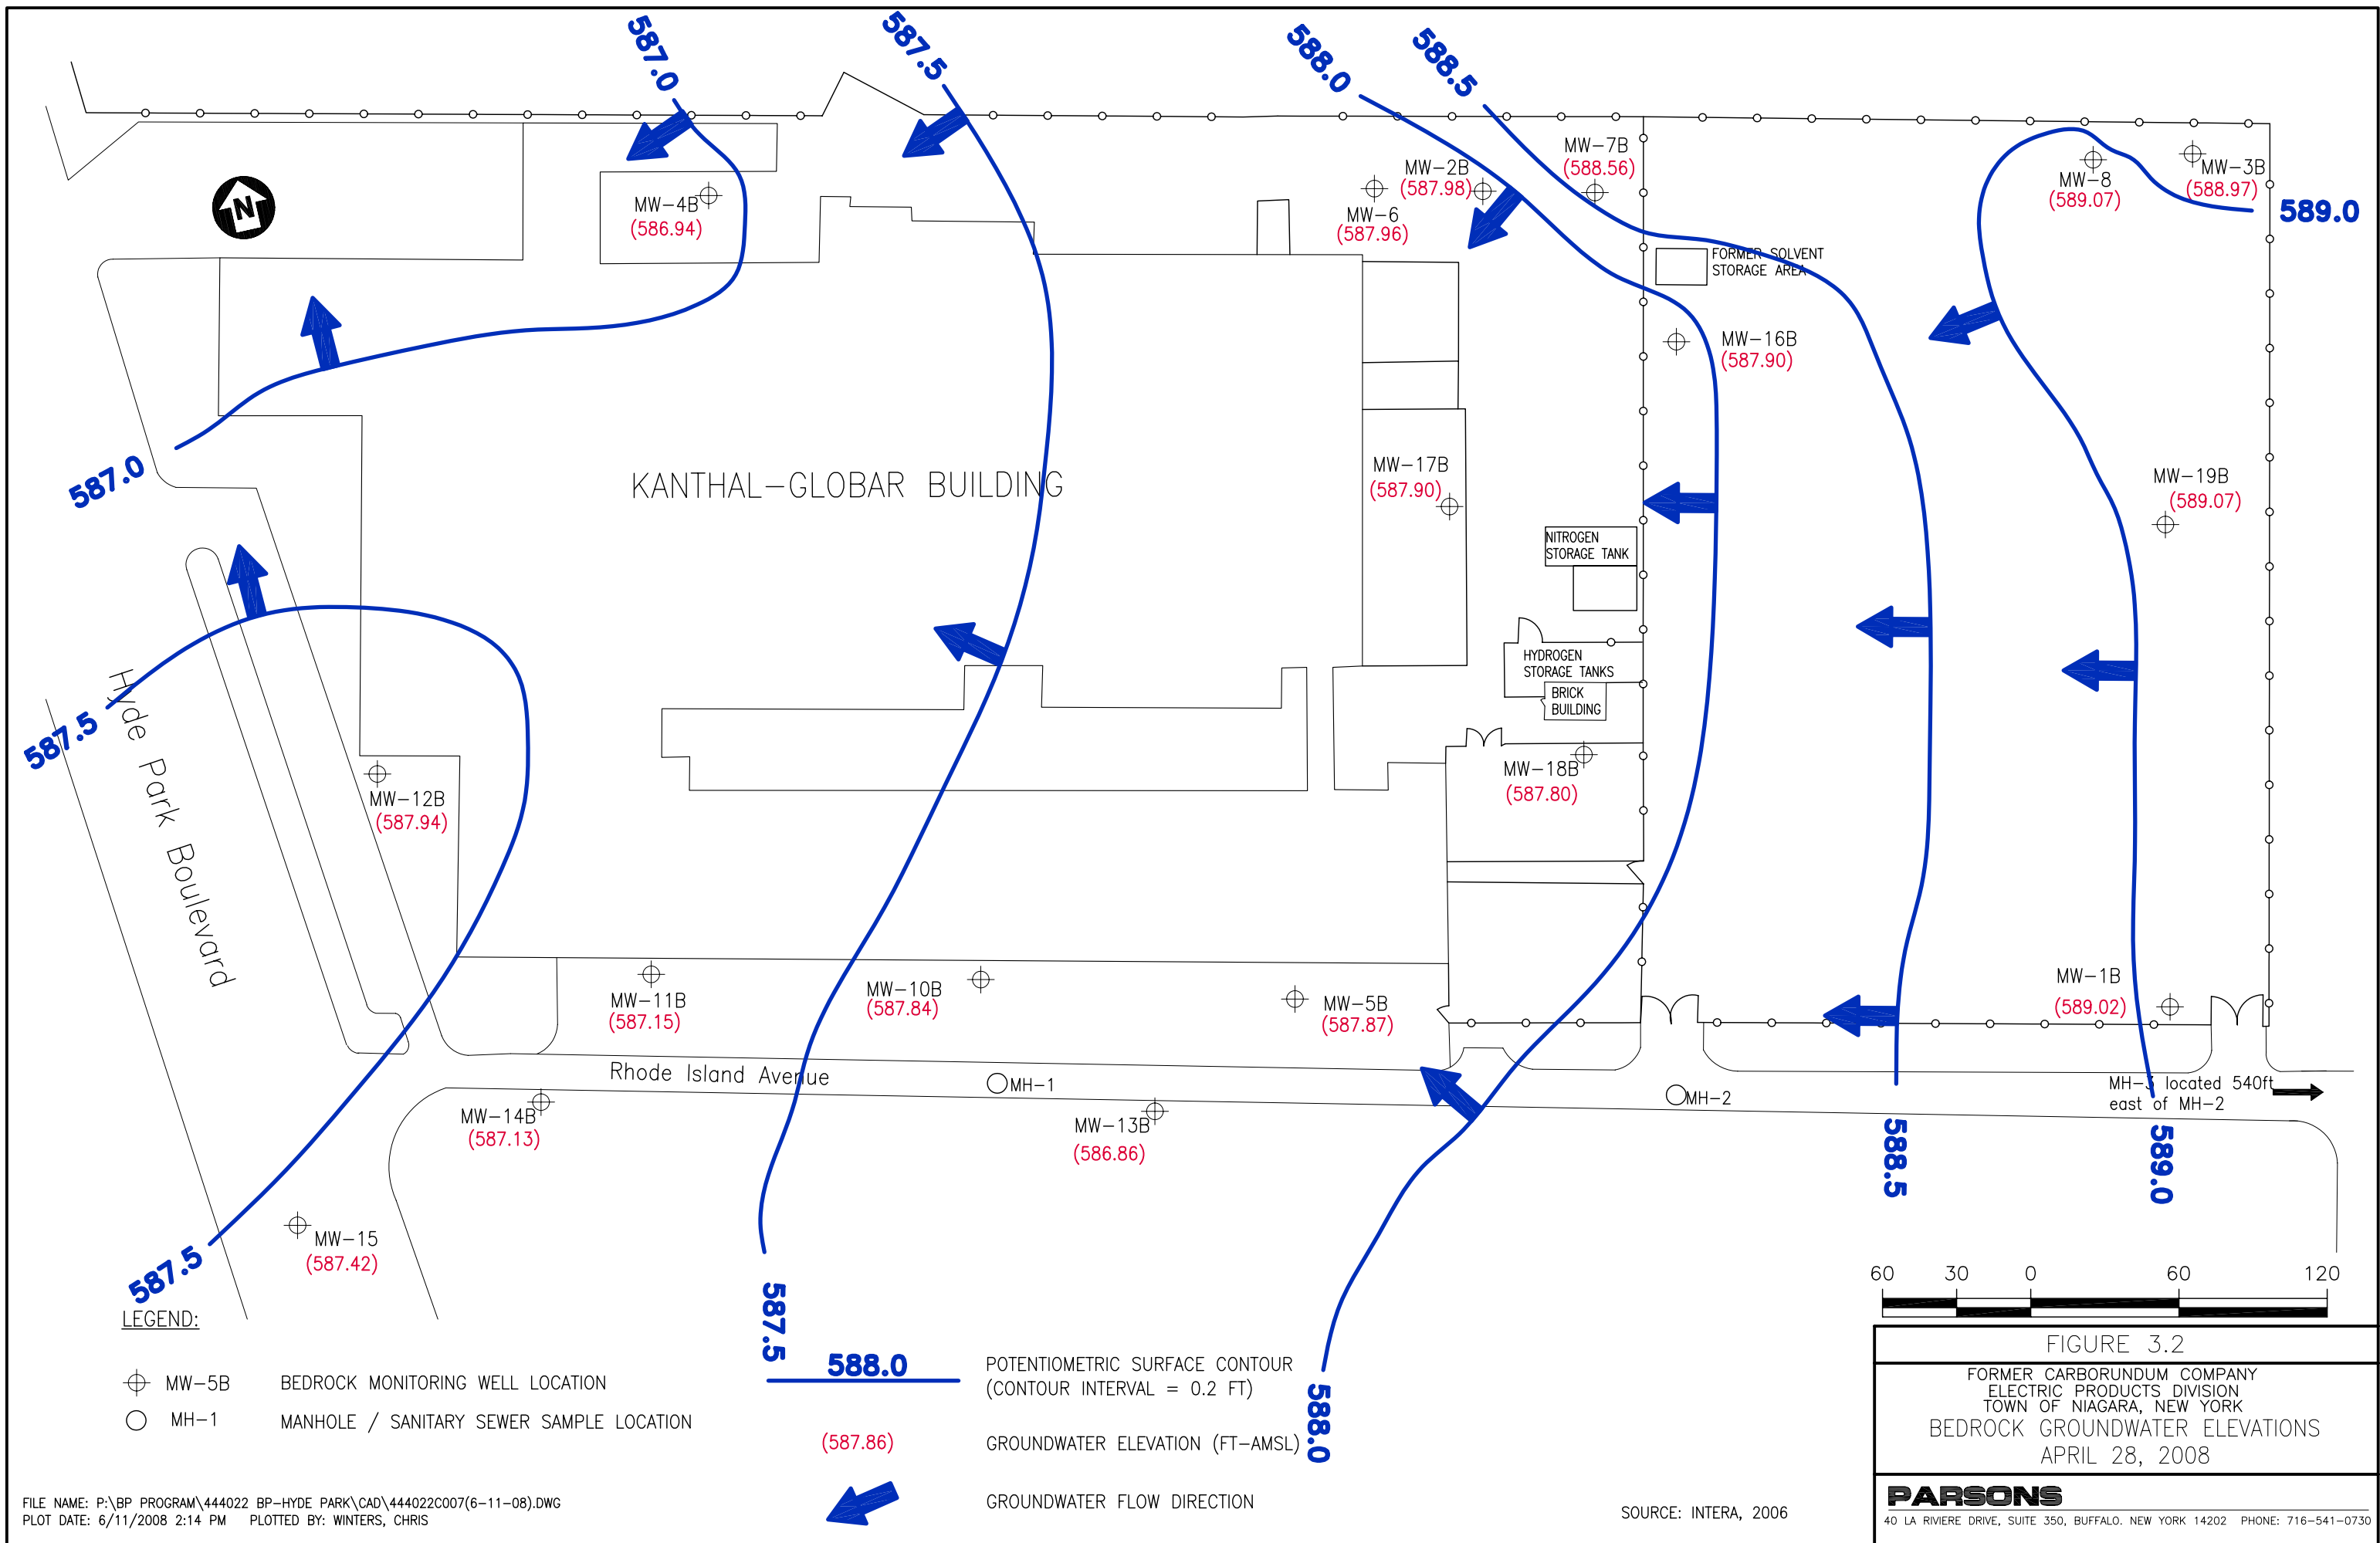 587.0
587.5
588.0
588.5
N
MW-4B
(586.94)
MW-2B
(587.98)
MW-6
(587.96)
MW-7B
(588.56)
MW-8
(589.07)
MW-3B
(588.97)
589.0
FORMER SOLVENT
STORAGE AREA
MW-16B
(587.90)
587.0
KANTHAL-GLOBAR BUILDING
MW-17B
(587.90)
MW-19B
(589.07)
NITROGEN
STORAGE TANK
HYDROGEN
STORAGE TANKS
BRICK
BUILDING
587.5
Hyde Park Boulevard
MW-12B
(587.94)
MW-18B
(587.80)
MW-11B
(587.15)
MW-10B
(587.84)
MW-5B
(587.87)
MW-1B
(589.02)
Rhode Island Avenue
MH-1
MH-2
MH-3 located 540ft
east of MH-2
MW-14B
(587.13)
MW-13B
(586.86)
588.5
589.0
MW-15
(587.42)
587.5
587.5
588.0
60 30 0 60 120
LEGEND:
MW-5B BEDROCK MONITORING WELL LOCATION
MH-1 MANHOLE / SANITARY SEWER SAMPLE LOCATION
588.0 POTENTIOMETRIC SURFACE CONTOUR
(CONTOUR INTERVAL = 0.2 FT)
(587.86) GROUNDWATER ELEVATION (FT-AMSL)
GROUNDWATER FLOW DIRECTION
FILE NAME: P:\BP PROGRAM\444022 BP-HYDE PARK\CAD\444022C007(6-11-08).DWG
PLOT DATE: 6/11/2008 2:14 PM PLOTTED BY: WINTERS, CHRIS
SOURCE: INTERA, 2006
FIGURE 3.2
FORMER CARBORUNDUM COMPANY
ELECTRIC PRODUCTS DIVISION
TOWN OF NIAGARA, NEW YORK
BEDROCK GROUNDWATER ELEVATIONS
APRIL 28, 2008
PARSONS
40 LA RIVIERE DRIVE, SUITE 350, BUFFALO. NEW YORK 14202 PHONE: 716-541-0730